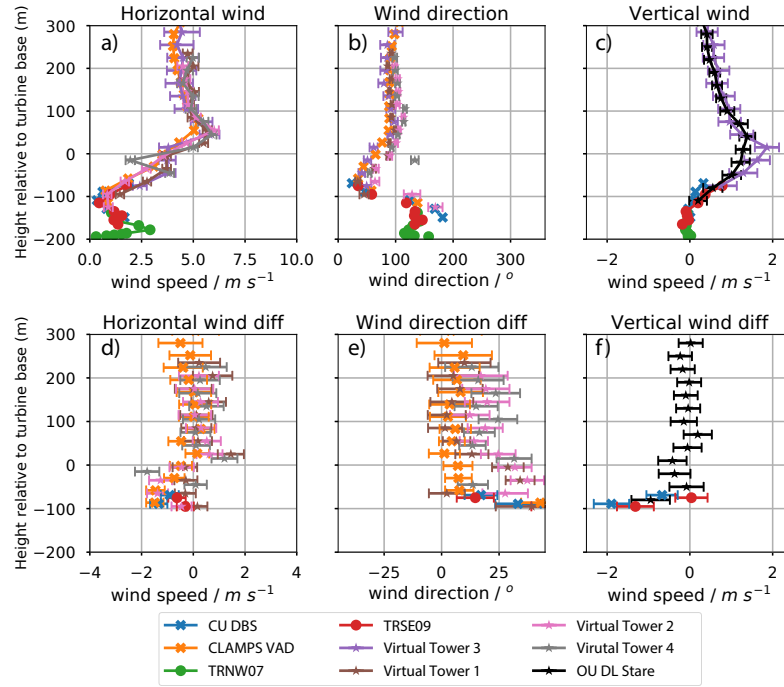 Horizontal wind Wind direction Vertical wind
a) b) c)
Height relative to turbine base (m)
300
200
100
0
−100
−200
0.0 2.5 5.0 7.5 10.0
0 100 200 300
−2 0 2
wind speed / m s⁻¹ wind direction / ° wind speed / m s⁻¹
Horizontal wind diff Wind direction diff Vertical wind diff
d) e) f)
Height relative to turbine base (m)
300
200
100
0
−100
−200
−4 0 4
−25 0 25
−2 0 2
wind speed / m s⁻¹ wind direction / ° wind speed / m s⁻¹
CU DBS TRSE09 Virtual Tower 2
CLAMPS VAD Virtual Tower 3 Virutal Tower 4
TRNW07 Virtual Tower 1 OU DL Stare